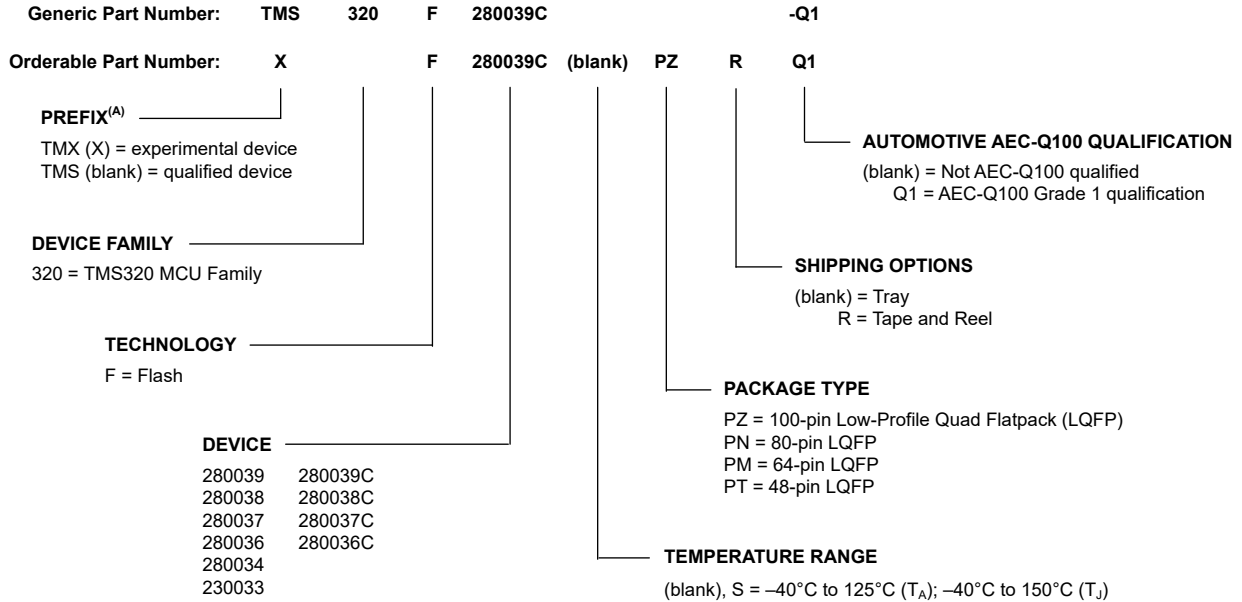 Generic Part Number: TMS 320 F 280039C -Q1
Orderable Part Number: X F 280039C (blank) PZ R Q1
PREFIX(A)
TMX (X) = experimental device
TMS (blank) = qualified device
AUTOMOTIVE AEC-Q100 QUALIFICATION
(blank) = Not AEC-Q100 qualified
Q1 = AEC-Q100 Grade 1 qualification
DEVICE FAMILY
320 = TMS320 MCU Family
SHIPPING OPTIONS
(blank) = Tray
R = Tape and Reel
TECHNOLOGY
F = Flash
PACKAGE TYPE
PZ = 100-pin Low-Profile Quad Flatpack (LQFP)
PN = 80-pin LQFP
PM = 64-pin LQFP
PT = 48-pin LQFP
DEVICE
280039 280039C
280038 280038C
280037 280037C
280036 280036C
280034
230033
TEMPERATURE RANGE
(blank), S = –40°C to 125°C (TA); –40°C to 150°C (TJ)